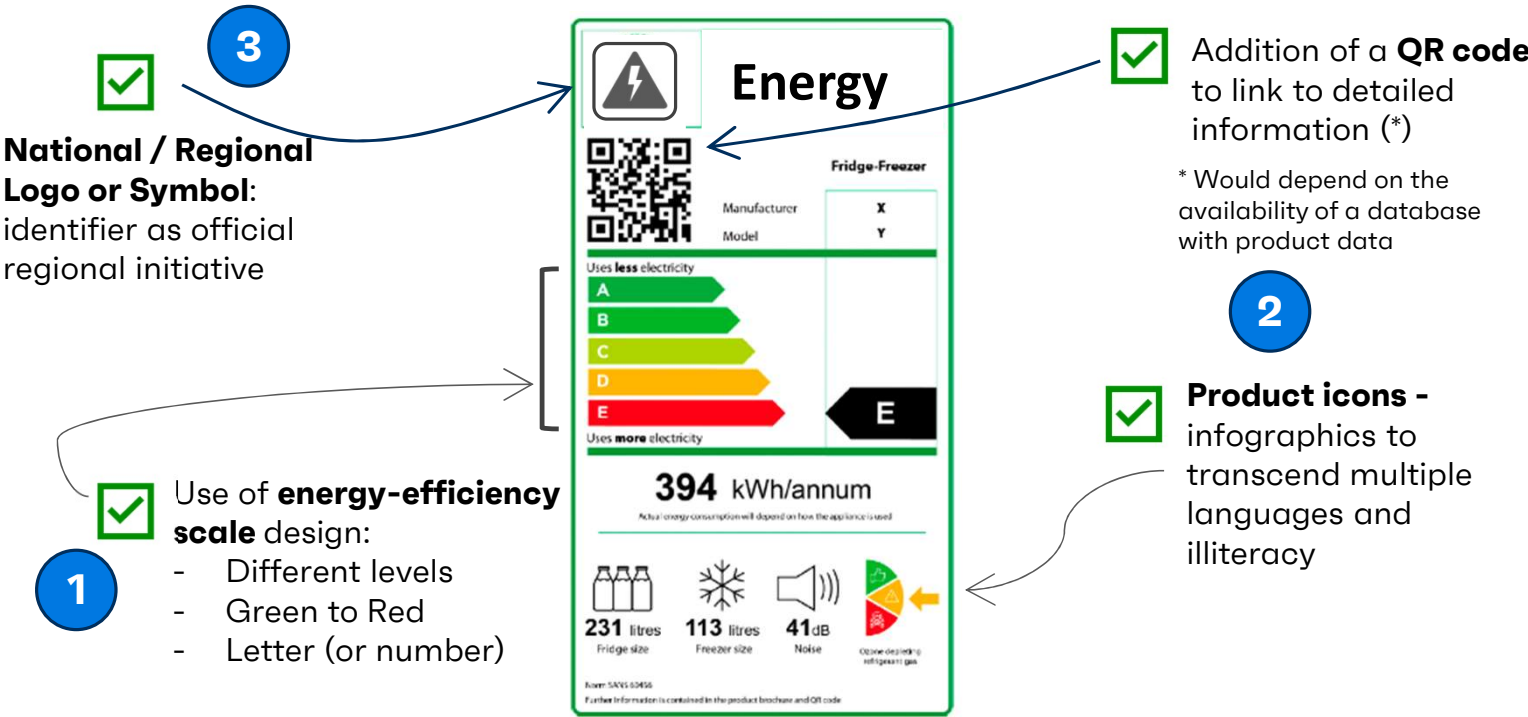 3
National / Regional
Logo or Symbol:
identifier as official
regional initiative
Use of energy-efficiency
scale design:
- Different levels
- Green to Red
- Letter (or number)
1
Energy
Fridge-Freezer
Manufacturer X
Model Y
Uses less electricity
A
B
C
D
E
E
Uses more electricity
394 kWh/annum
Actual energy consumption will depend on how the appliance is used
231 litres
Fridge size
113 litres
Freezer size
41dB
Noise
Ozone depleting
refrigerant gas
Norm SANS 60456
Further Information is contained in the product brochure and QR code
Addition of a QR code
to link to detailed
information (*)
* Would depend on the
availability of a database
with product data
2
Product icons -
infographics to
transcend multiple
languages and
illiteracy